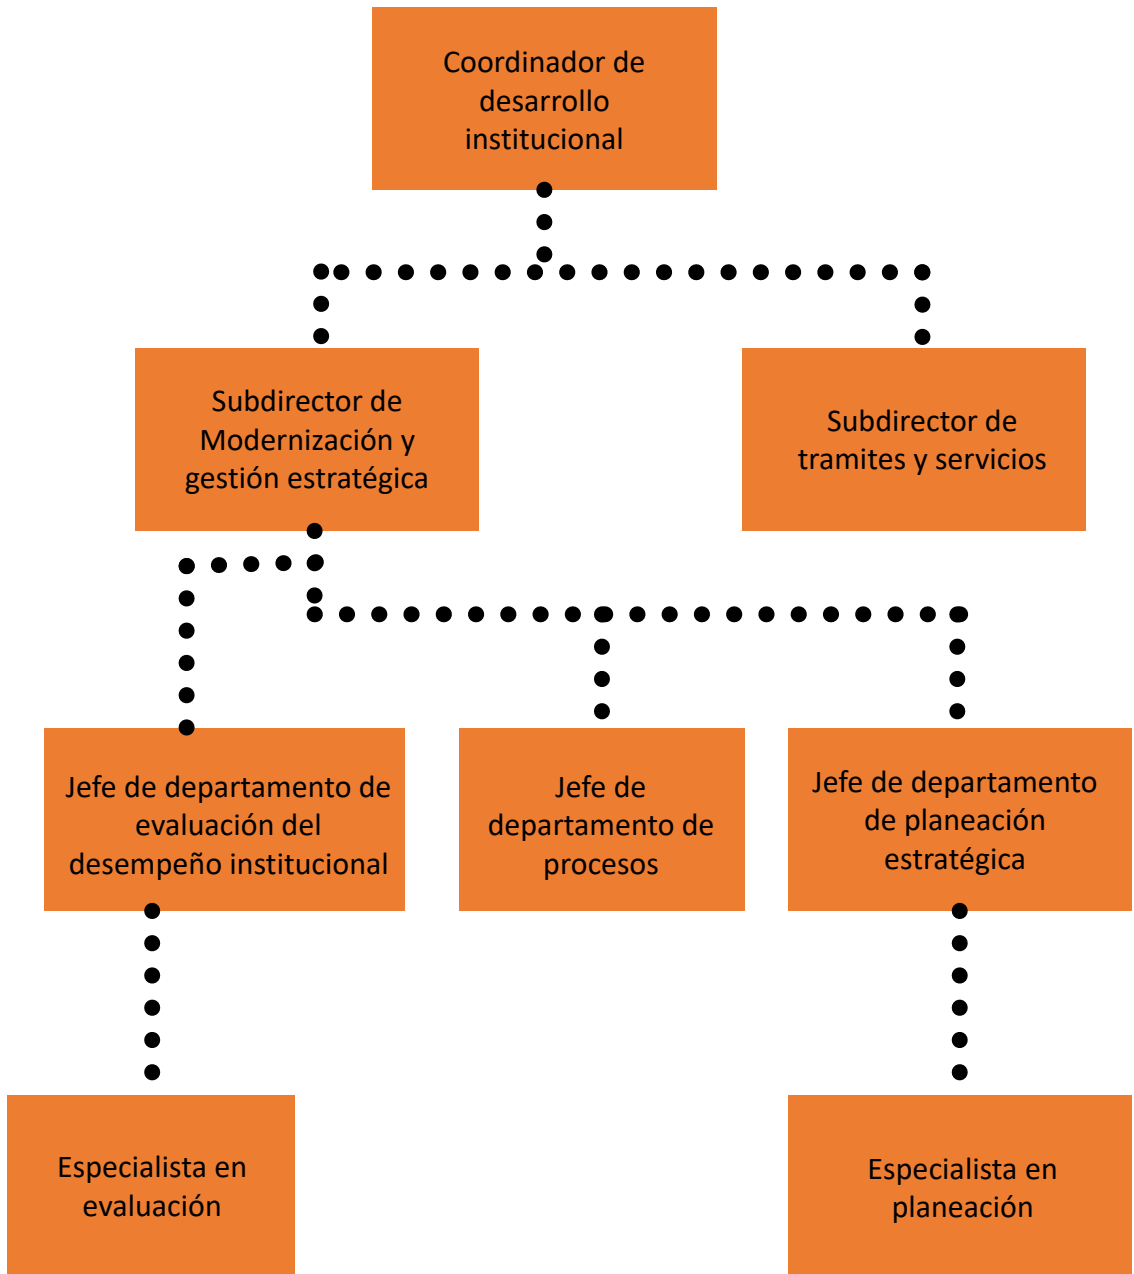 Coordinador de
desarrollo
institucional
Subdirector de
Modernización y
gestión estratégica
Subdirector de
tramites y servicios
Jefe de departamento de
evaluación del
desempeño institucional
Jefe de
departamento de
procesos
Jefe de departamento
de planeación
estratégica
Especialista en
evaluación
Especialista en
planeación